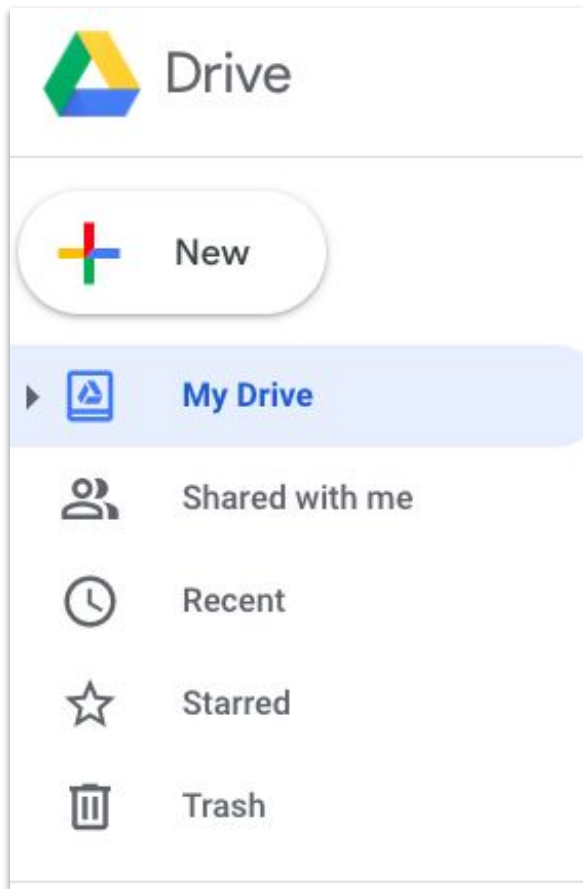 Drive
New
My Drive
Shared with me
Recent
Starred
Trash